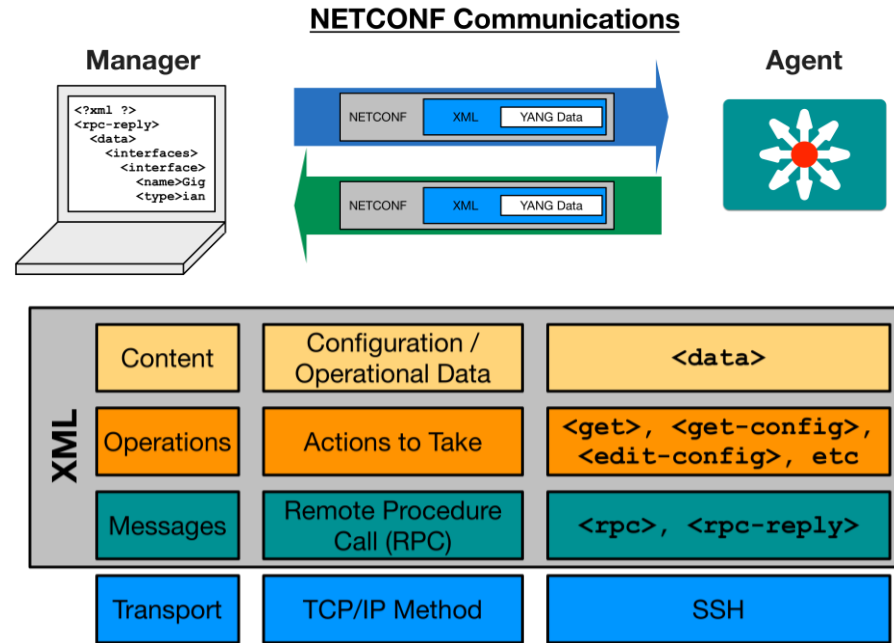 NETCONF Communications
Manager
Agent
<?xml ?>
<rpc-reply>
<data>
<interfaces>
<interface>
<name>Gig
<type>ian
NETCONF XML YANG Data
NETCONF XML YANG Data
XML
Content
Configuration /
Operational Data
<data>
Operations
Actions to Take
<get>, <get-config>,
<edit-config>, etc
Messages
Remote Procedure
Call (RPC)
<rpc>, <rpc-reply>
Transport
TCP/IP Method
SSH